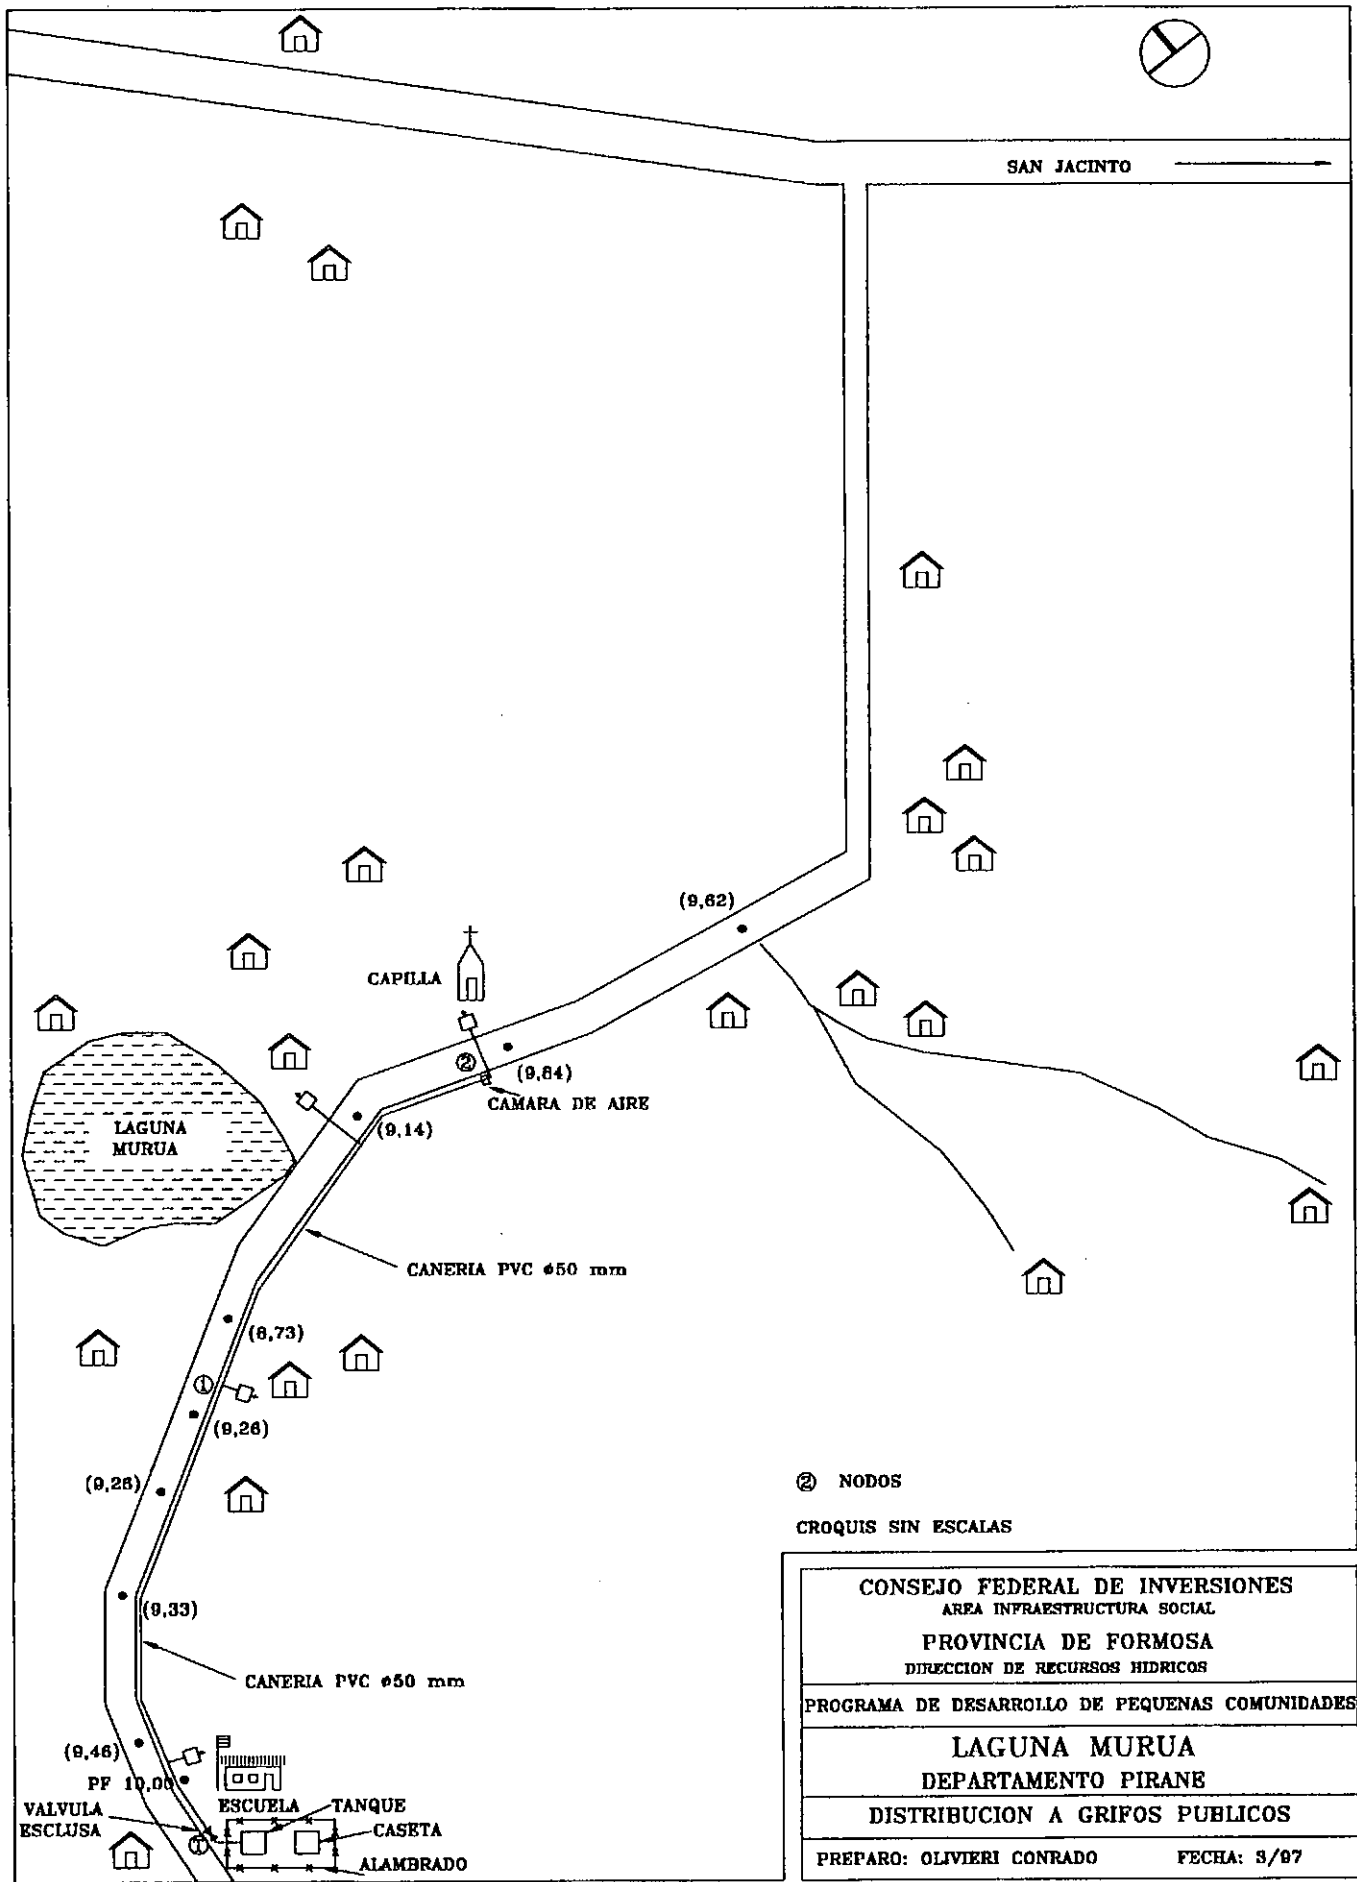 SAN JACINTO
(9,62)
CAPILLA
②
(9,84)
CAMARA DE AIRE
(9,14)
LAGUNA
MURUA
CANERIA PVC ø50 mm
(8,73)
①
(9,26)
(9,26)
② NODOS
CROQUIS SIN ESCALAS
(9,33)
CANERIA PVC ø50 mm
(9,46)
PF 10,00
VALVULA
ESCLUSA
ESCUELA
TANQUE
CASETA
ALAMBRADO
Ⓣ
CONSEJO FEDERAL DE INVERSIONES
AREA INFRAESTRUCTURA SOCIAL
PROVINCIA DE FORMOSA
DIRECCION DE RECURSOS HIDRICOS
PROGRAMA DE DESARROLLO DE PEQUENAS COMUNIDADES
LAGUNA MURUA
DEPARTAMENTO PIRANE
DISTRIBUCION A GRIFOS PUBLICOS
PREPARO: OLIVIERI CONRADO FECHA: 3/97